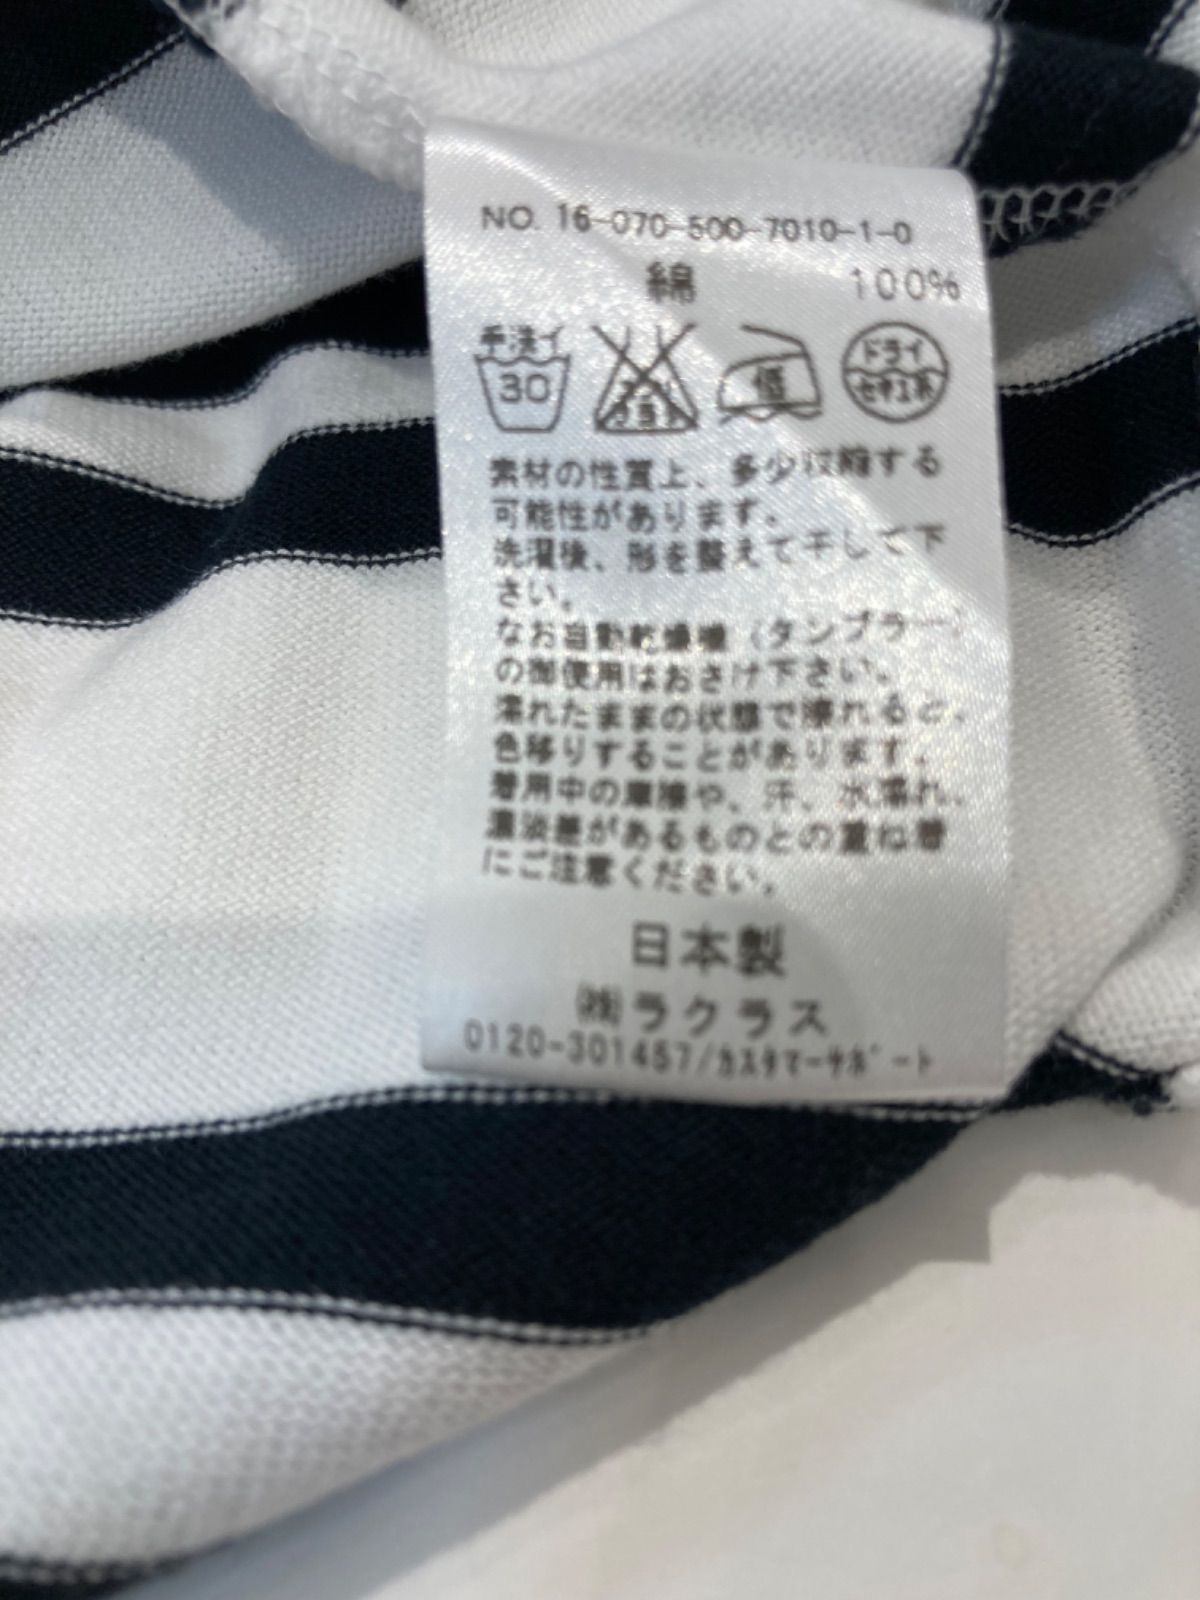 NO. 16-070-500-7010-1-0
綿 100%
手洗イ
30
エンソ
サラシ
低
ドライ
セキユ系
素材の性質上、多少収縮する
可能性があります。
洗濯後、形を整えて干して下
さい。
なお自動乾燥機(タンブラー)
の御使用はおさけ下さい。
濡れたままの状態で擦れると、
色移りすることがあります。
着用中の摩擦や、汗、水濡れ、
濃淡差があるものとの重ね着
にご注意ください。
日本製
㈱ラクラス
0120-301457/カスタマーサポート